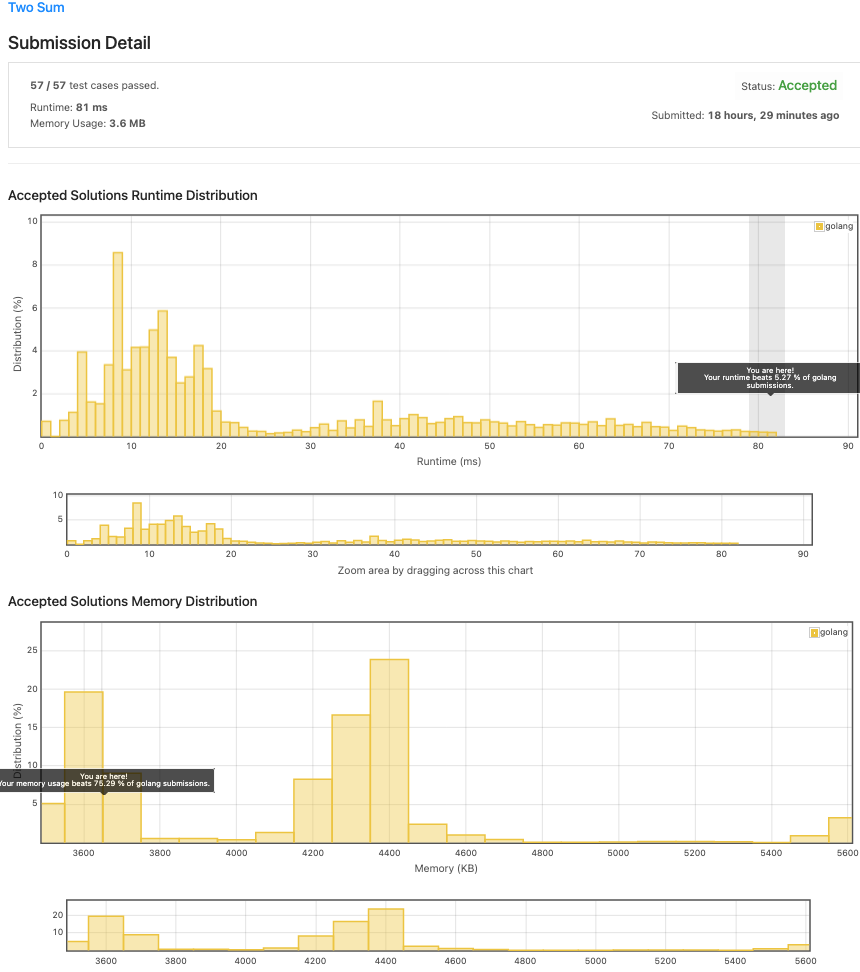 Two Sum
Submission Detail
57 / 57 test cases passed.
Status: Accepted
Runtime: 81 ms
Submitted: 18 hours, 29 minutes ago
Memory Usage: 3.6 MB
Accepted Solutions Runtime Distribution
10
8
6
4
2
Distribution (%)
golang
You are here!
Your runtime beats 5.27 % of golang
submissions.
0 10 20 30 40 50 60 70 80 90
Runtime (ms)
10
5
0 10 20 30 40 50 60 70 80 90
Zoom area by dragging across this chart
Accepted Solutions Memory Distribution
25
20
15
10
5
Distribution (%)
golang
You are here!
Your memory usage beats 75.29 % of golang submissions.
3600 3800 4000 4200 4400 4600 4800 5000 5200 5400 5600
Memory (KB)
20
10
3600 3800 4000 4200 4400 4600 4800 5000 5200 5400 5600